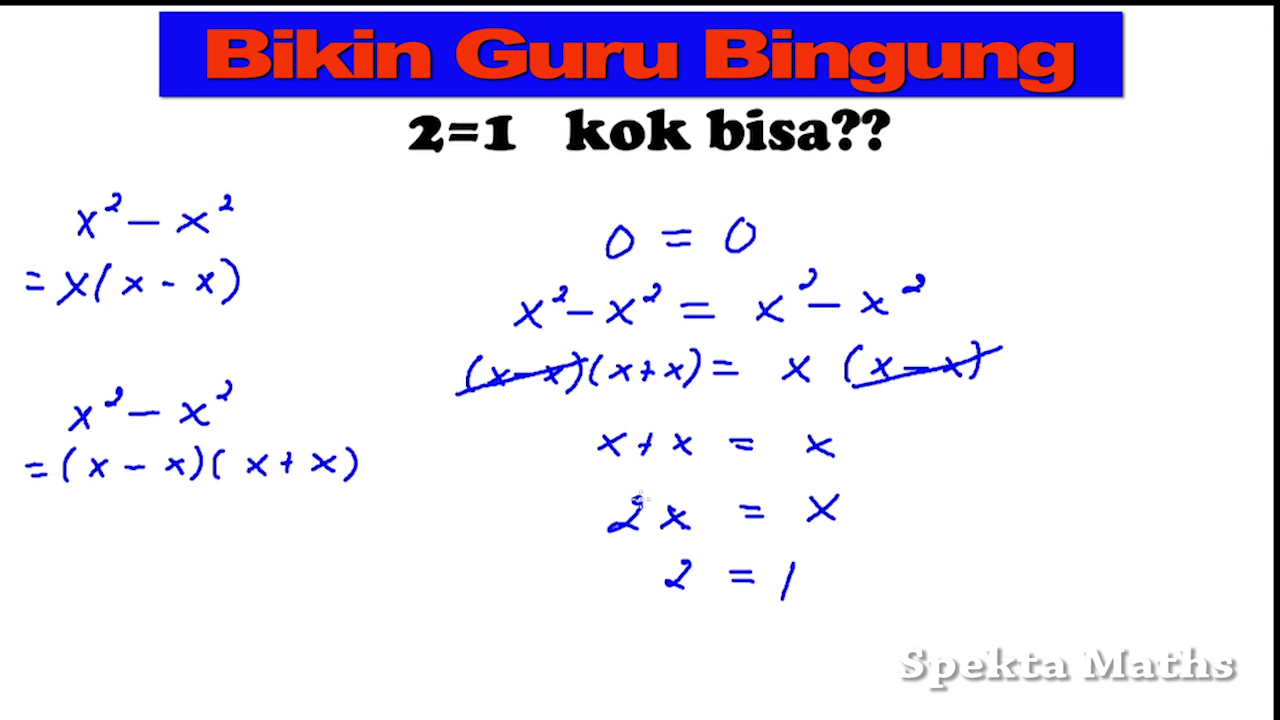 Bikin Guru Bingung
2=1 kok bisa??
x² − x²
= x(x − x)
x² − x²
= (x − x)(x + x)
0 = 0
x² − x² = x² − x²
(x − x)(x + x) = x (x − x)
x + x = x
2x = x
2 = 1
Spekta Maths